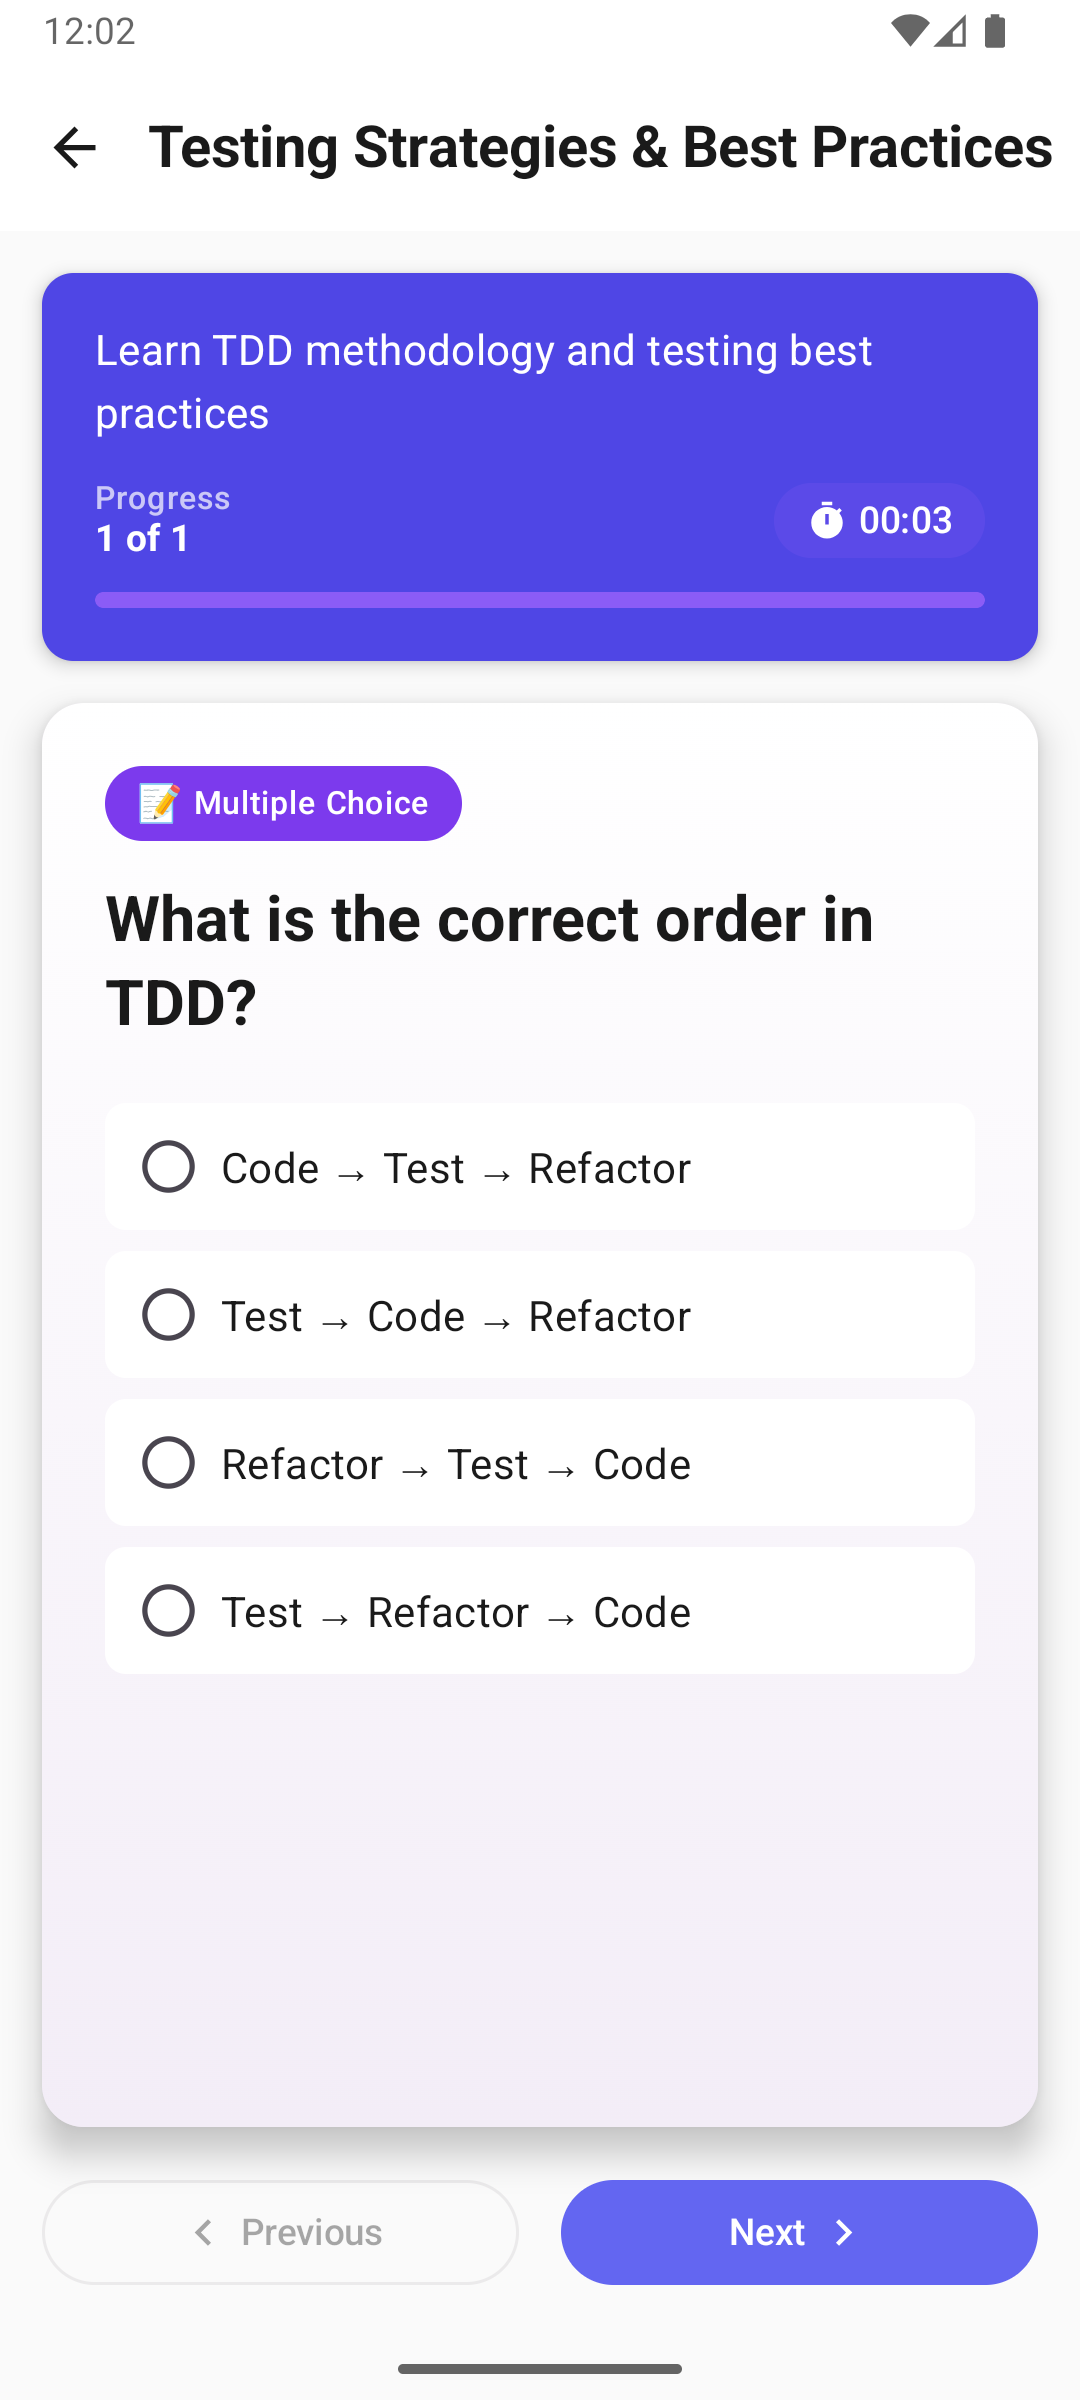 12:02
Testing Strategies & Best Practices
Learn TDD methodology and testing best
practices
Progress
1 of 1
00:03
Multiple Choice
What is the correct order in
TDD?
Code → Test → Refactor
Test → Code → Refactor
Refactor → Test → Code
Test → Refactor → Code
Previous
Next